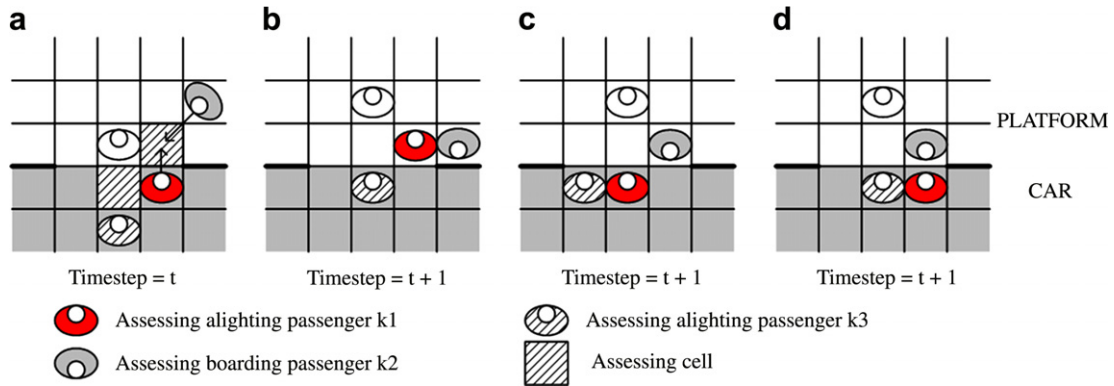 a b c d
PLATFORM
CAR
Timestep = t Timestep = t + 1 Timestep = t + 1 Timestep = t + 1
Assessing alighting passenger k1 Assessing alighting passenger k3
Assessing boarding passenger k2 Assessing cell